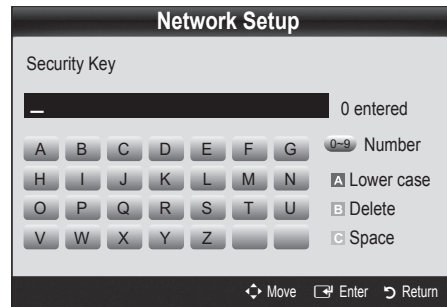 Network Setup
Security Key
_ 0 entered
A B C D E F G 0~9 Number
H I J K L M N A Lower case
O P Q R S T U B Delete
V W X Y Z C Space
Move Enter Return